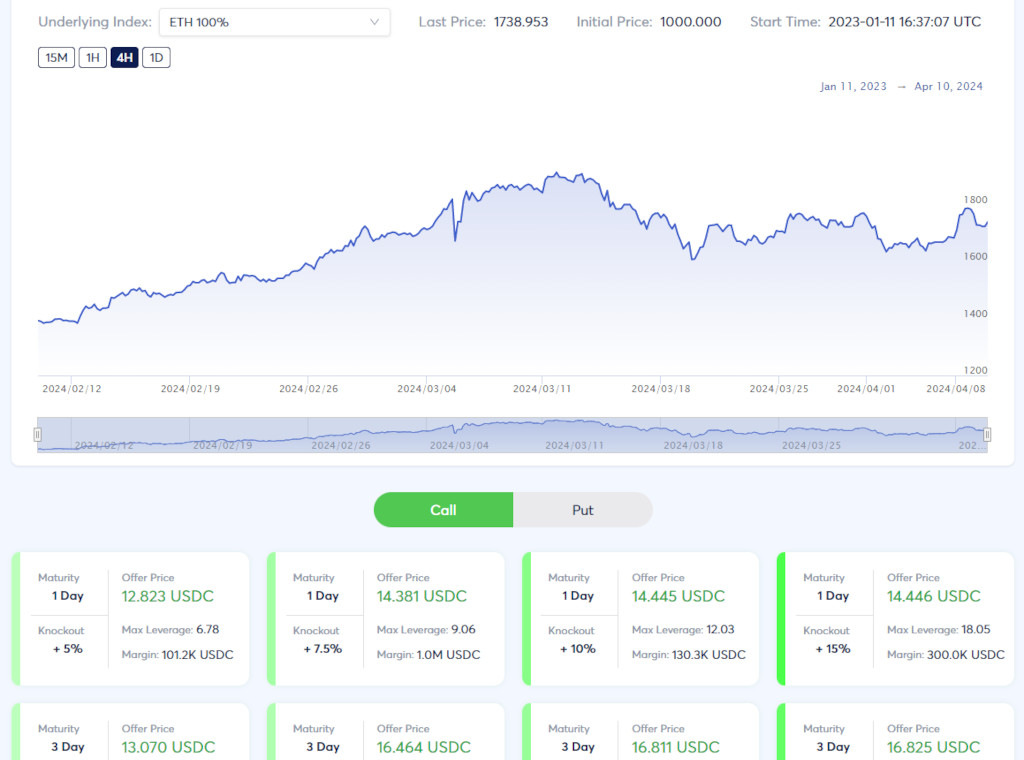 Underlying Index: ETH 100% Last Price: 1738.953 Initial Price: 1000.000 Start Time: 2023-01-11 16:37:07 UTC
15M 1H 4H 1D
Jan 11, 2023 → Apr 10, 2024
1800
1600
1400
1200
2024/02/12 2024/02/19 2024/02/26 2024/03/04 2024/03/11 2024/03/18 2024/03/25 2024/04/01 2024/04/08
2024/02/12 2024/02/19 2024/02/26 2024/03/04 2024/03/11 2024/03/18 2024/03/25 202...
Call Put
Maturity
1 Day
Offer Price
12.823 USDC
Knockout
+ 5%
Max Leverage: 6.78
Margin: 101.2K USDC
Maturity
1 Day
Offer Price
14.381 USDC
Knockout
+ 7.5%
Max Leverage: 9.06
Margin: 1.0M USDC
Maturity
1 Day
Offer Price
14.445 USDC
Knockout
+ 10%
Max Leverage: 12.03
Margin: 130.3K USDC
Maturity
1 Day
Offer Price
14.446 USDC
Knockout
+ 15%
Max Leverage: 18.05
Margin: 300.0K USDC
Maturity
3 Day
Offer Price
13.070 USDC
Maturity
3 Day
Offer Price
16.464 USDC
Maturity
3 Day
Offer Price
16.811 USDC
Maturity
3 Day
Offer Price
16.825 USDC